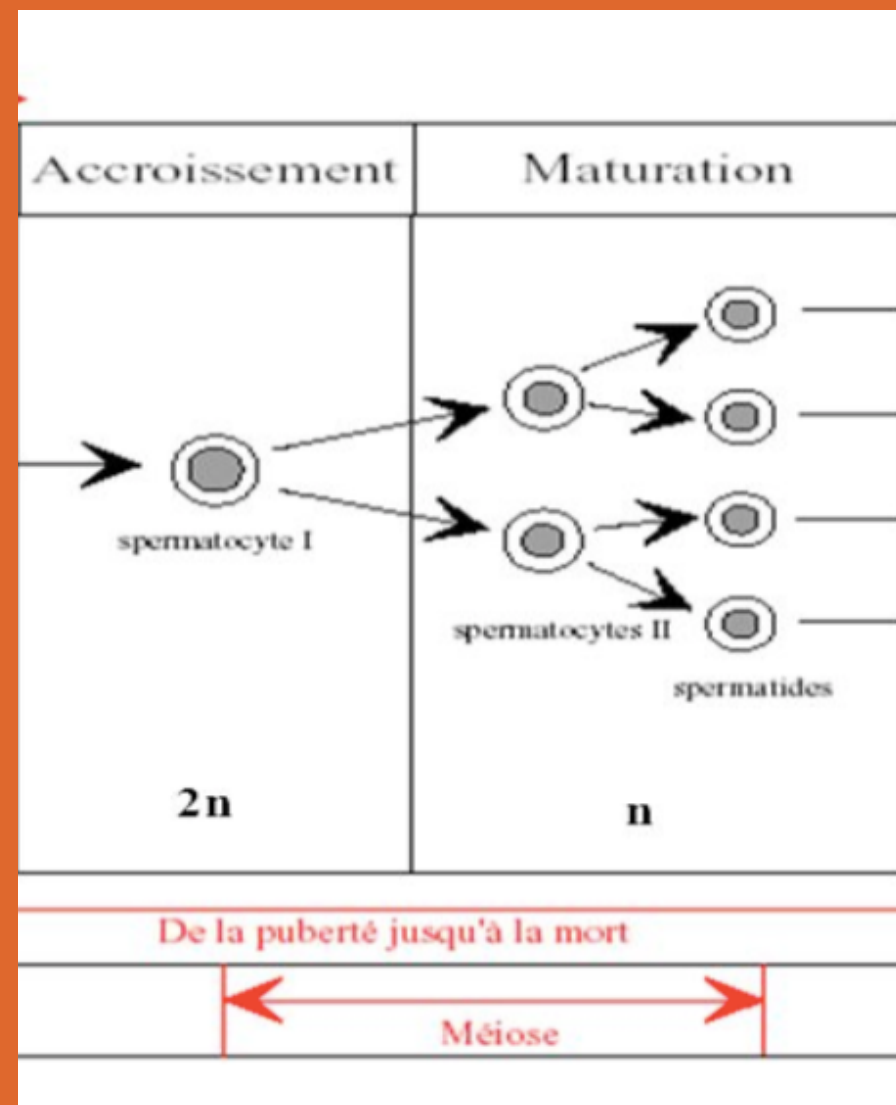 Accroissement
Maturation
spermatocyte I
spermatocytes II
spermatides
2n
n
De la puberté jusqu'à la mort
Méiose